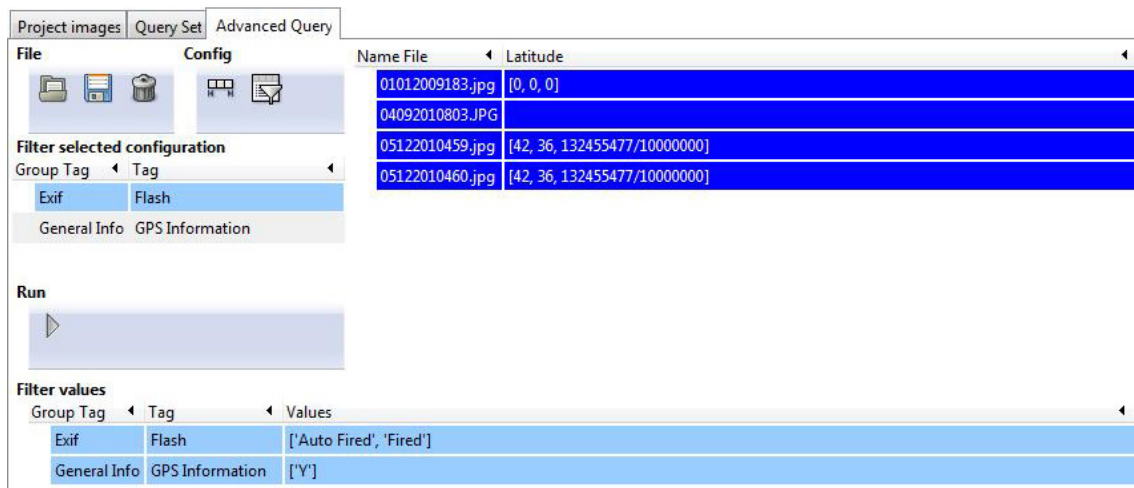 Project images Query Set Advanced Query
File Config
Filter selected configuration
Group Tag Tag
Exif Flash
General Info GPS Information
Run
Name File Latitude
01012009183.jpg [0, 0, 0]
04092010803.JPG
05122010459.jpg [42, 36, 132455477/10000000]
05122010460.jpg [42, 36, 132455477/10000000]
Filter values
Group Tag Tag Values
Exif Flash ['Auto Fired', 'Fired']
General Info GPS Information ['Y']